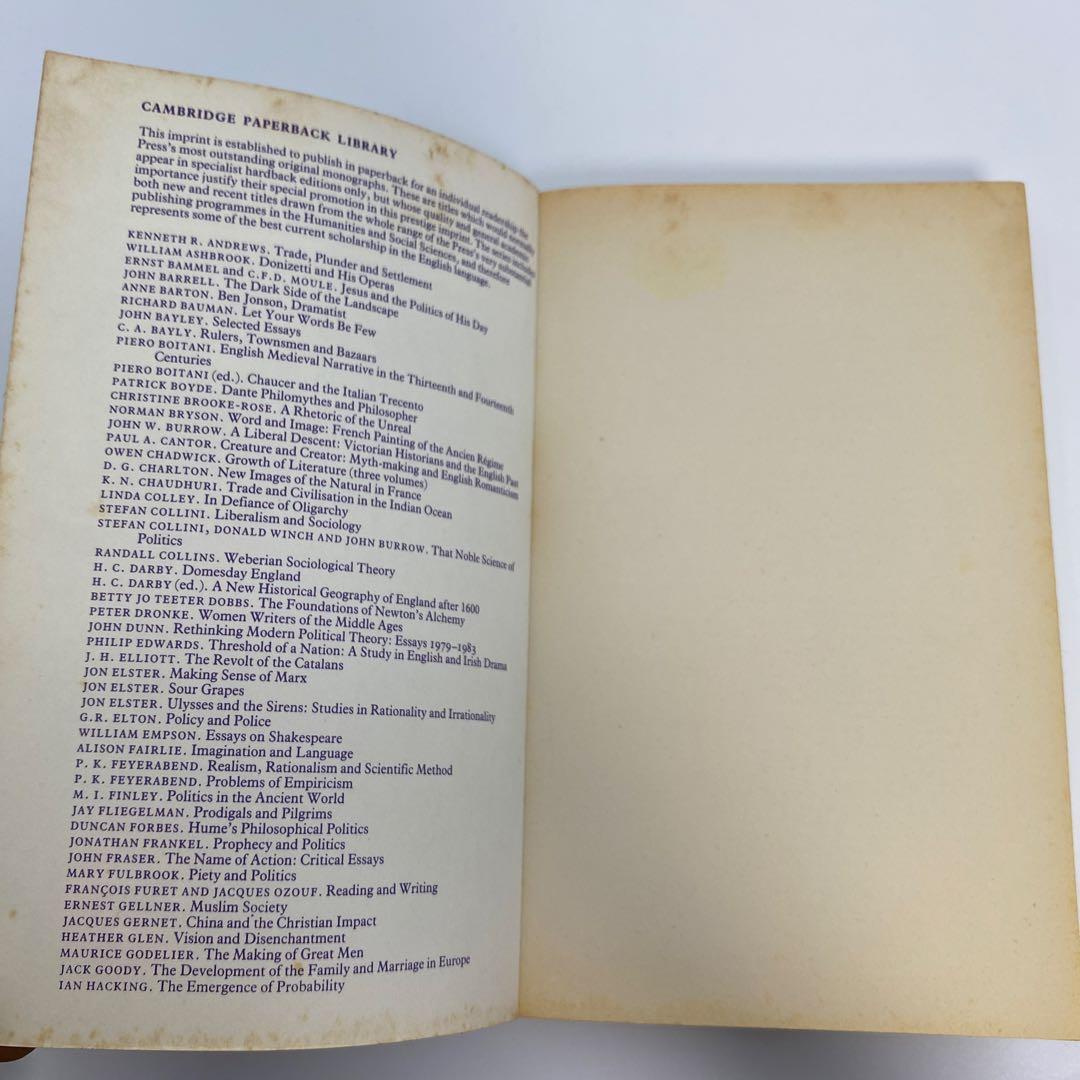 CAMBRIDGE PAPERBACK LIBRARY
This imprint is established to publish in paperback for an individual readership the
Press's most outstanding original monographs. These are titles which would normally
appear in specialist hardback editions only, but whose quality and general academic
importance justify their special promotion in this prestige imprint. The series includes
both new and recent titles drawn from the whole range of the Press's very substantial
publishing programmes in the Humanities and Social Sciences, and therefore
represents some of the best current scholarship in the English language.
KENNETH R. ANDREWS. Trade, Plunder and Settlement
WILLIAM ASHBROOK. Donizetti and His Operas
ERNST BAMMEL and C.F.D. MOULE. Jesus and the Politics of His Day
JOHN BARRELL. The Dark Side of the Landscape
ANNE BARTON. Ben Jonson, Dramatist
RICHARD BAUMAN. Let Your Words Be Few
JOHN BAYLEY. Selected Essays
C. A. BAYLY. Rulers, Townsmen and Bazaars
PIERO BOITANI. English Medieval Narrative in the Thirteenth and Fourteenth
Centuries
PIERO BOITANI (ed.). Chaucer and the Italian Trecento
PATRICK BOYDE. Dante Philomythes and Philosopher
CHRISTINE BROOKE-ROSE. A Rhetoric of the Unreal
NORMAN BRYSON. Word and Image: French Painting of the Ancien Régime
JOHN W. BURROW. A Liberal Descent: Victorian Historians and the English Past
PAUL A. CANTOR. Creature and Creator: Myth-making and English Romanticism
OWEN CHADWICK. Growth of Literature (three volumes)
D. G. CHARLTON. New Images of the Natural in France
K. N. CHAUDHURI. Trade and Civilisation in the Indian Ocean
LINDA COLLEY. In Defiance of Oligarchy
STEFAN COLLINI. Liberalism and Sociology
STEFAN COLLINI, DONALD WINCH AND JOHN BURROW. That Noble Science of
Politics
RANDALL COLLINS. Weberian Sociological Theory
H. C. DARBY. Domesday England
H. C. DARBY (ed.). A New Historical Geography of England after 1600
BETTY JO TEETER DOBBS. The Foundations of Newton's Alchemy
PETER DRONKE. Women Writers of the Middle Ages
JOHN DUNN. Rethinking Modern Political Theory: Essays 1979–1983
PHILIP EDWARDS. Threshold of a Nation: A Study in English and Irish Drama
J. H. ELLIOTT. The Revolt of the Catalans
JON ELSTER. Making Sense of Marx
JON ELSTER. Sour Grapes
JON ELSTER. Ulysses and the Sirens: Studies in Rationality and Irrationality
G.R. ELTON. Policy and Police
WILLIAM EMPSON. Essays on Shakespeare
ALISON FAIRLIE. Imagination and Language
P. K. FEYERABEND. Realism, Rationalism and Scientific Method
P. K. FEYERABEND. Problems of Empiricism
M. I. FINLEY. Politics in the Ancient World
JAY FLIEGELMAN. Prodigals and Pilgrims
DUNCAN FORBES. Hume's Philosophical Politics
JONATHAN FRANKEL. Prophecy and Politics
JOHN FRASER. The Name of Action: Critical Essays
MARY FULBROOK. Piety and Politics
FRANÇOIS FURET AND JACQUES OZOUF. Reading and Writing
ERNEST GELLNER. Muslim Society
JACQUES GERNET. China and the Christian Impact
HEATHER GLEN. Vision and Disenchantment
MAURICE GODELIER. The Making of Great Men
JACK GOODY. The Development of the Family and Marriage in Europe
IAN HACKING. The Emergence of Probability